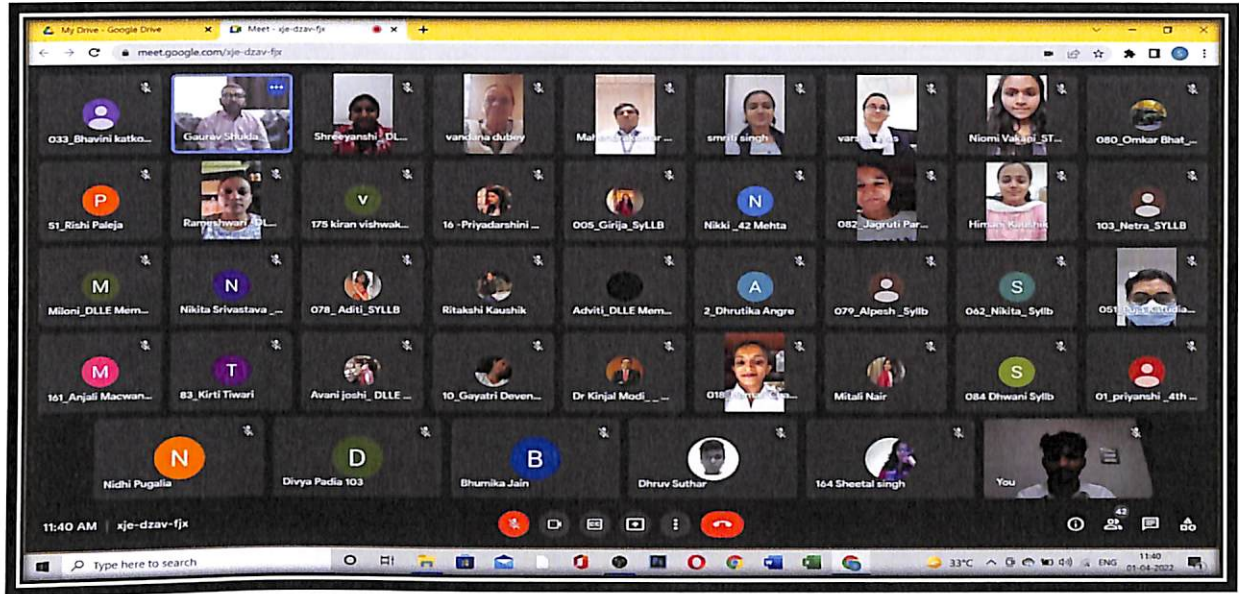 My Drive - Google Drive
Meet - xje-dzav-fjx
meet.google.com/xje-dzav-fjx
033_Bhavini katko...
Gaurav Shukla
Shreeyanshi_DL...
vandana dubey
smriti singh
Niomi Vakani_ST...
080_Omkar Bhat_...
P
51_Rishi Paleja
Rameshwari
V
175 kiran vishwak...
16 -Priyadarshini ...
005_Girija_SyLLB
N
Nikki _42 Mehta
082_Jagruti Par...
Himani Kaushik
103_Netra_SYLLB
M
Miloni_DLLE Mem...
N
Nikita Srivastava _...
078_Aditi_SYLLB
Ritakshi Kaushik
Adviti_DLLE Mem...
A
2_Dhrutika Angre
079_Alpesh _Syllb
S
062_Nikita_ Syllb
M
161_Anjali Macwan...
T
83_Kirti Tiwari
Avani joshi_ DLLE ...
10_Gayatri Deven...
Dr Kinjal Modi_ _ ...
Mitali Nair
S
084 Dhwani Syllb
01_priyanshi _4th ...
N
Nidhi Pugalia
D
Divya Padia 103
B
Bhumika Jain
Dhruv Suthar
164 Sheetal singh
You
11:40 AM | xje-dzav-fjx
42
Type here to search
33°C
ENG
11:40
01-04-2022